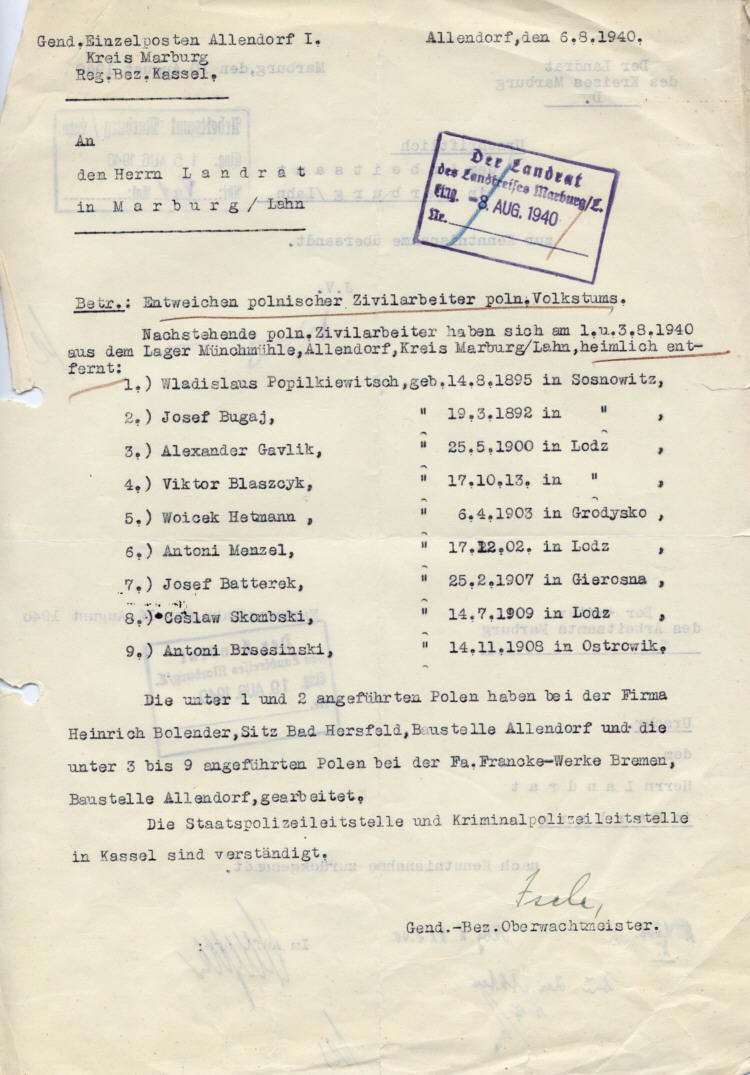 Gend.Einzelposten Allendorf I.
Allendorf,den 6.8.1940.
Kreis Marburg
Reg.Bez.Kassel.
An
den Herrn L a n d r a t
in M a r b u r g / Lahn
Der Landrat
des Landkreises Marburg/L.
Eing. -8. AUG. 1940
Nr.
Betr.: Entweichen polnischer Zivilarbeiter poln.Volkstums.
Nachstehende poln.Zivilarbeiter haben sich am 1.u.3.8.1940
aus dem Lager Münchmühle,Allendorf,Kreis Marburg/Lahn,heimlich ent-
fernt:
1.) Wladislaus Popilkiewitsch,geb.14.8.1895 in Sosnowitz,
2.) Josef Bugaj, " 19.3.1892 in " ,
3.) Alexander Gavlik, " 25.5.1900 in Lodz ,
4.) Viktor Blaszcyk, " 17.10.13. in " ,
5.) Woicek Hetmann , " 6.4.1903 in Grodysko ,
6.) Antoni Menzel, " 17.12.02. in Lodz ,
7.) Josef Batterek, " 25.2.1907 in Gierosna ,
8.) Ceslaw Skombski, " 14.7.1909 in Lodz ,
9.) Antoni Brsesinski, " 14.11.1908 in Ostrowik.
Die unter 1 und 2 angeführten Polen haben bei der Firma
Heinrich Bolender,Sitz Bad Hersfeld,Baustelle Allendorf und die
unter 3 bis 9 angeführten Polen bei der Fa.Francke-Werke Bremen,
Baustelle Allendorf,gearbeitet.
Die Staatspolizeileitstelle und Kriminalpolizeileitstelle
in Kassel sind verständigt.
Gend.-Bez.Oberwachtmeister.